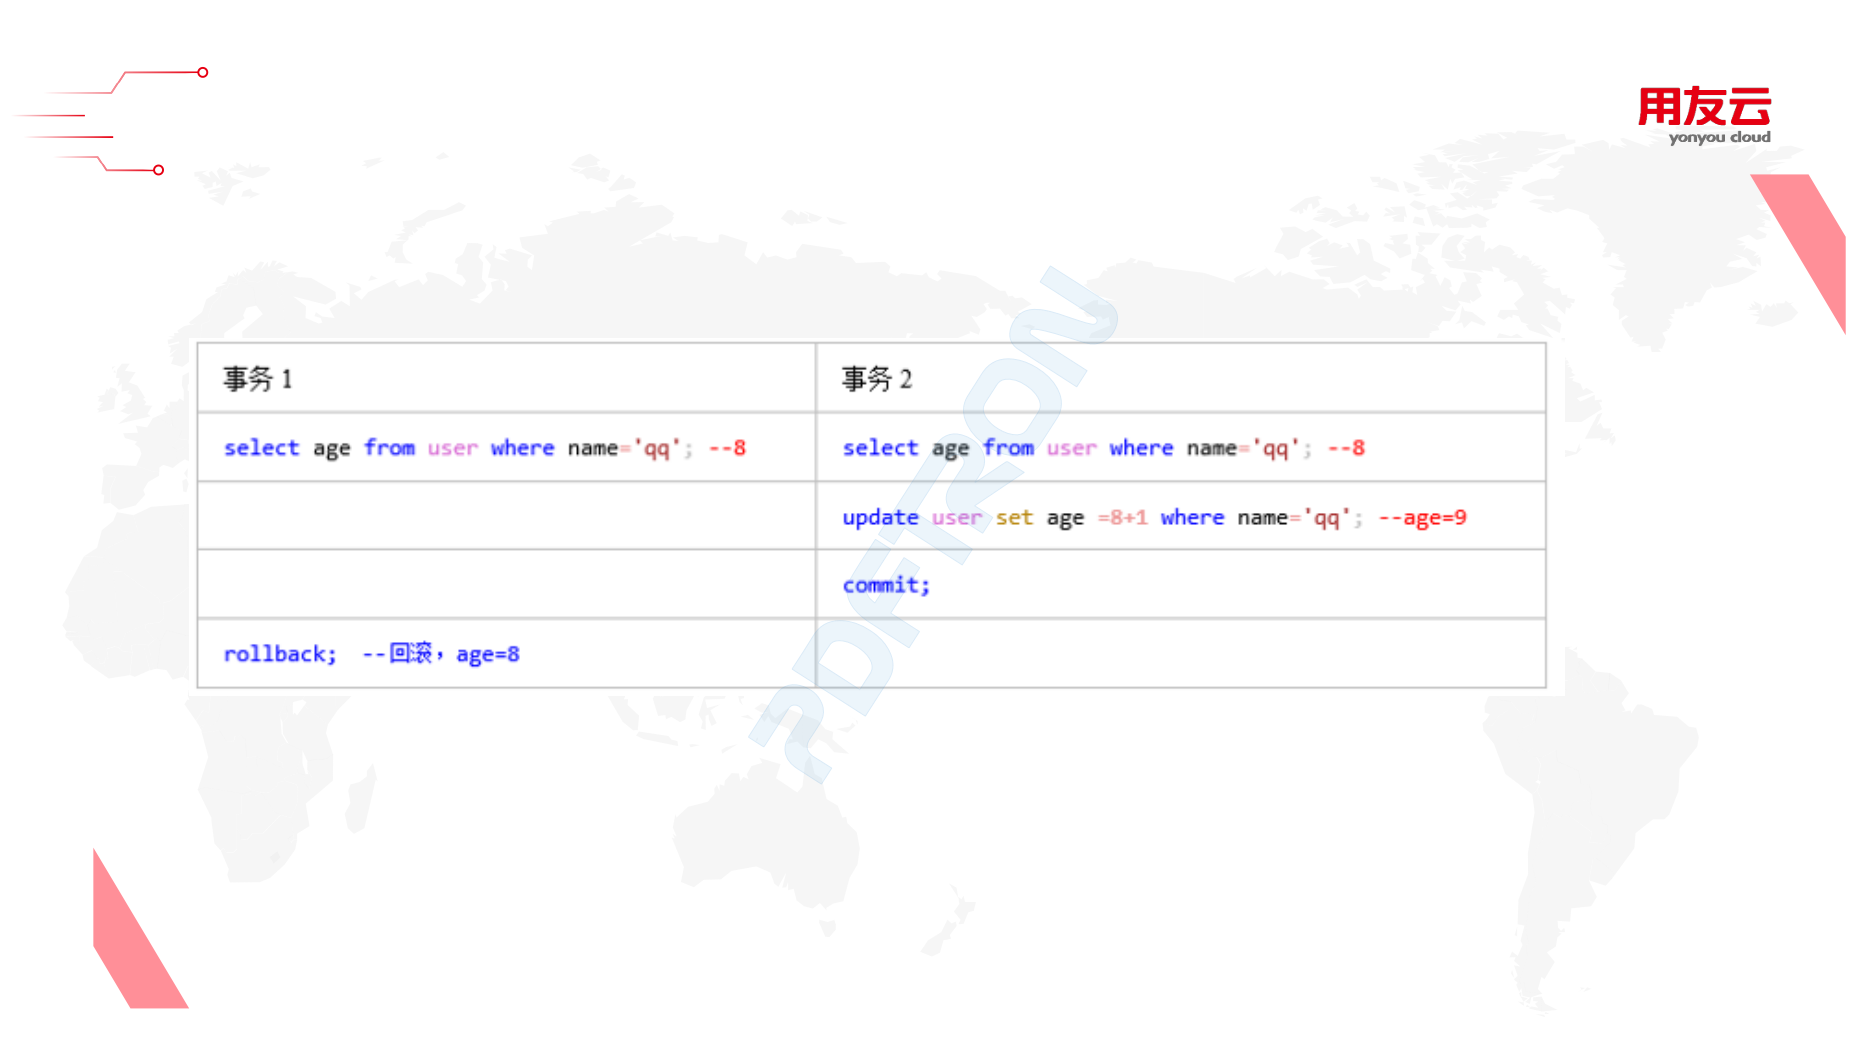 用友云
yonyou cloud
事务 1 事务 2
select age from user where name='qq'; --8 select age from user where name='qq'; --8
update user set age =8+1 where name='qq'; --age=9
commit;
rollback; --回滚，age=8
PDFTRON